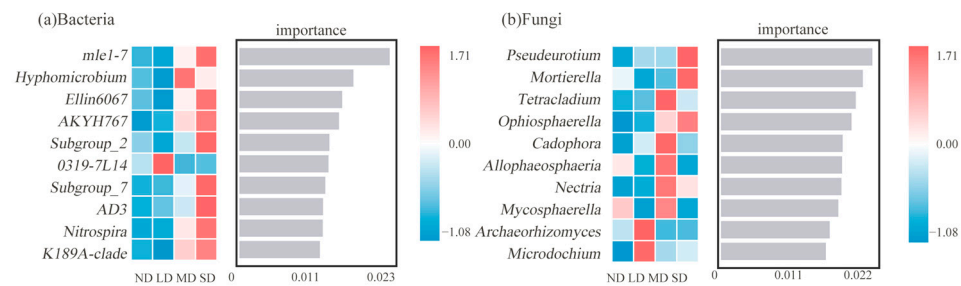 (a)Bacteria
importance
mle1-7
Hyphomicrobium
Ellin6067
AKYH767
Subgroup_2
0319-7L14
Subgroup_7
AD3
Nitrospira
K189A-clade
ND LD MD SD
0 0.011 0.023
1.71
0.00
−1.08
(b)Fungi
importance
Pseudeurotium
Mortierella
Tetracladium
Ophiosphaerella
Cadophora
Allophaeosphaeria
Nectria
Mycosphaerella
Archaeorhizomyces
Microdochium
ND LD MD SD
0 0.011 0.022
1.71
0.00
−1.08